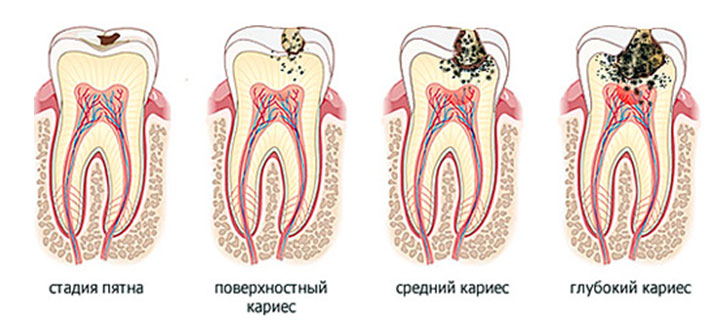 стадия пятна
поверхностный
кариес
средний кариес
глубокий кариес